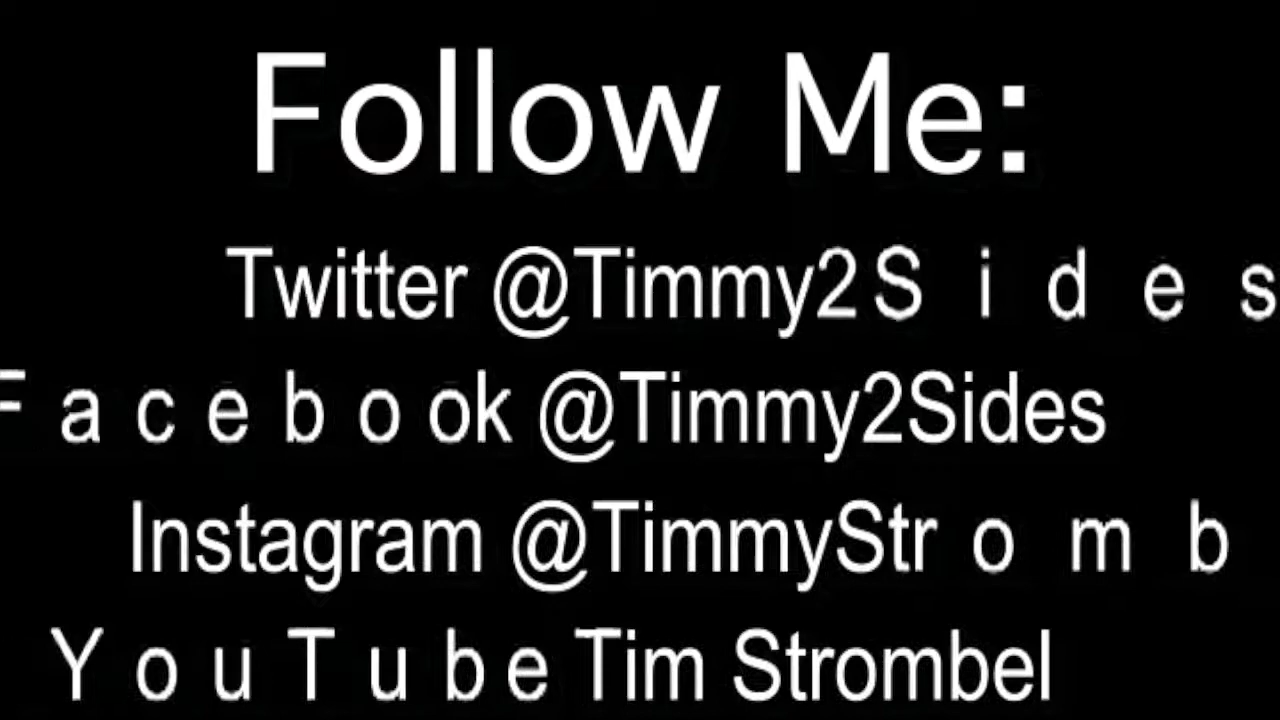 Follow Me:
Twitter @Timmy2Sides
Facebook @Timmy2Sides
Instagram @TimmyStromb
YouTube Tim Strombel